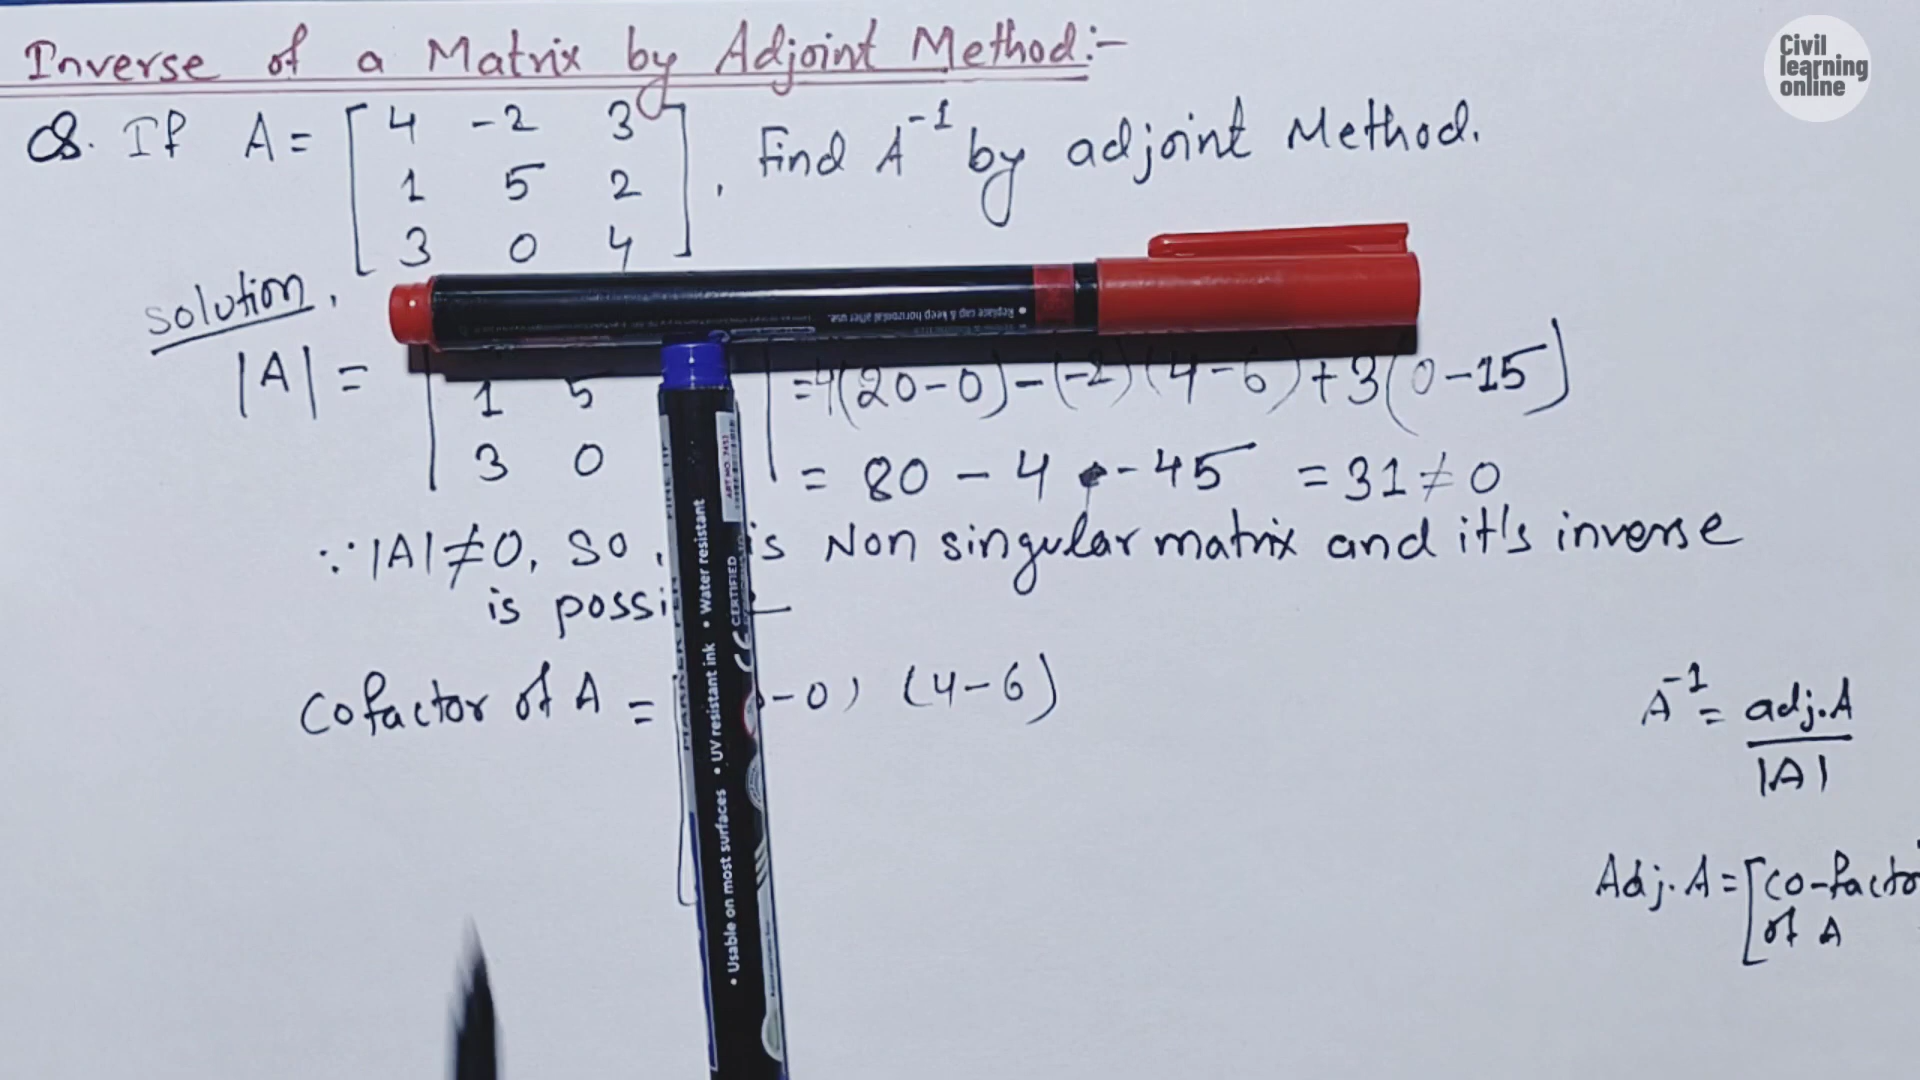 Inverse of a Matrix by Adjoint Method:-
Civil
learning
online
Q. If A = [ 4 -2 3
1 5 2
3 0 4 ] , Find A⁻¹ by adjoint Method.
Solution,
|A| = | 1 5 | = 4(20-0)-(-2)(4-6)+3(0-15)
3 0 = 80 - 4 - 45 = 31 ≠ 0
∵ |A| ≠ 0, so is Non singular matrix and it's inverse
is
Cofactor of A = -0) (4-6)
A⁻¹ = adj.A
|A|
Adj. A = [
of A
• Replace cap & keep horizontal after use.
• Usable on most surfaces • UV resistant ink • Water resistant
CE CERTIFIED